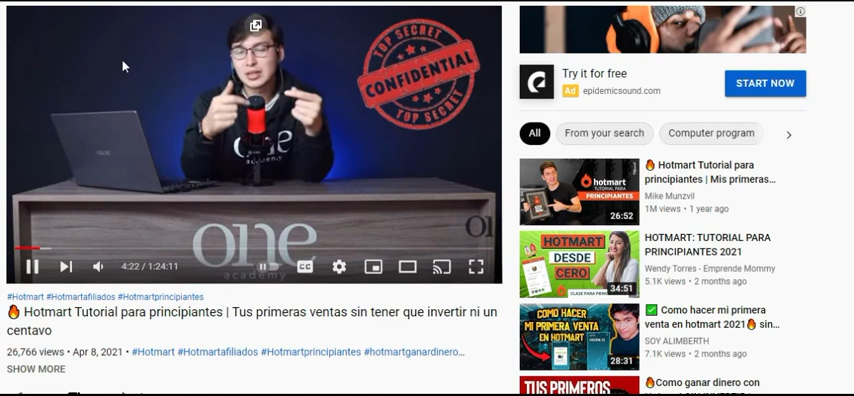 TOP SECRET
CONFIDENTIAL
TOP SECRET
ASUS
one
academy
one
academy
4:22 / 1:24:11
CC
#Hotmart #Hotmartafiliados #Hotmartprincipiantes
🔥 Hotmart Tutorial para principiantes | Tus primeras ventas sin tener que invertir ni un
centavo
26,766 views • Apr 8, 2021 • #Hotmart #Hotmartafiliados #Hotmartprincipiantes #hotmartganardinero...
SHOW MORE
Try it for free
Ad epidemicsound.com
START NOW
All
From your search
Computer program
hotmart
TUTORIAL PARA
PRINCIPIANTES
26:52
🔥 Hotmart Tutorial para
principiantes | Mis primeras...
Mike Munzvil
1M views • 1 year ago
HOTMART
DESDE
CERO
34:51
HOTMART: TUTORIAL PARA
PRINCIPIANTES 2021
Wendy Torres - Emprende Mommy
5.1K views • 2 months ago
COMO HACER
MI PRIMERA VENTA
EN HOTMART
28:31
✅ Como hacer mi primera
venta en hotmart 2021🔥 sin...
SOY ALIMBERTH
7.1K views • 2 months ago
TUS PRIMEROS
🔥Como ganar dinero con